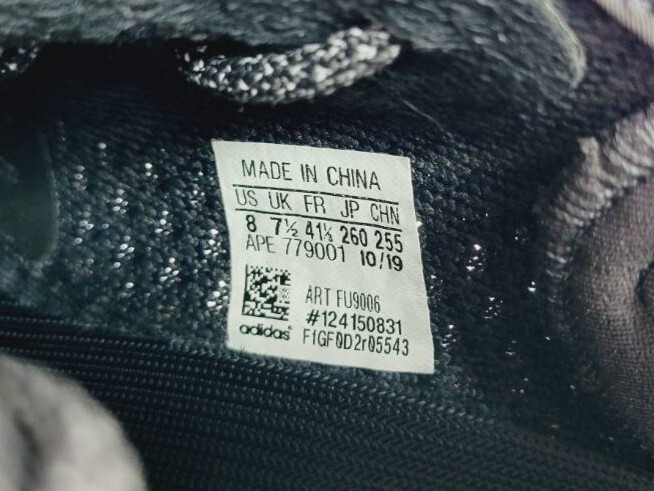 MADE IN CHINA
US UK FR JP CHN
8 7½ 41⅓ 260 255
APE 779001 10/19
ART FU9006
#124150831
adidas F1GF0D2r05543